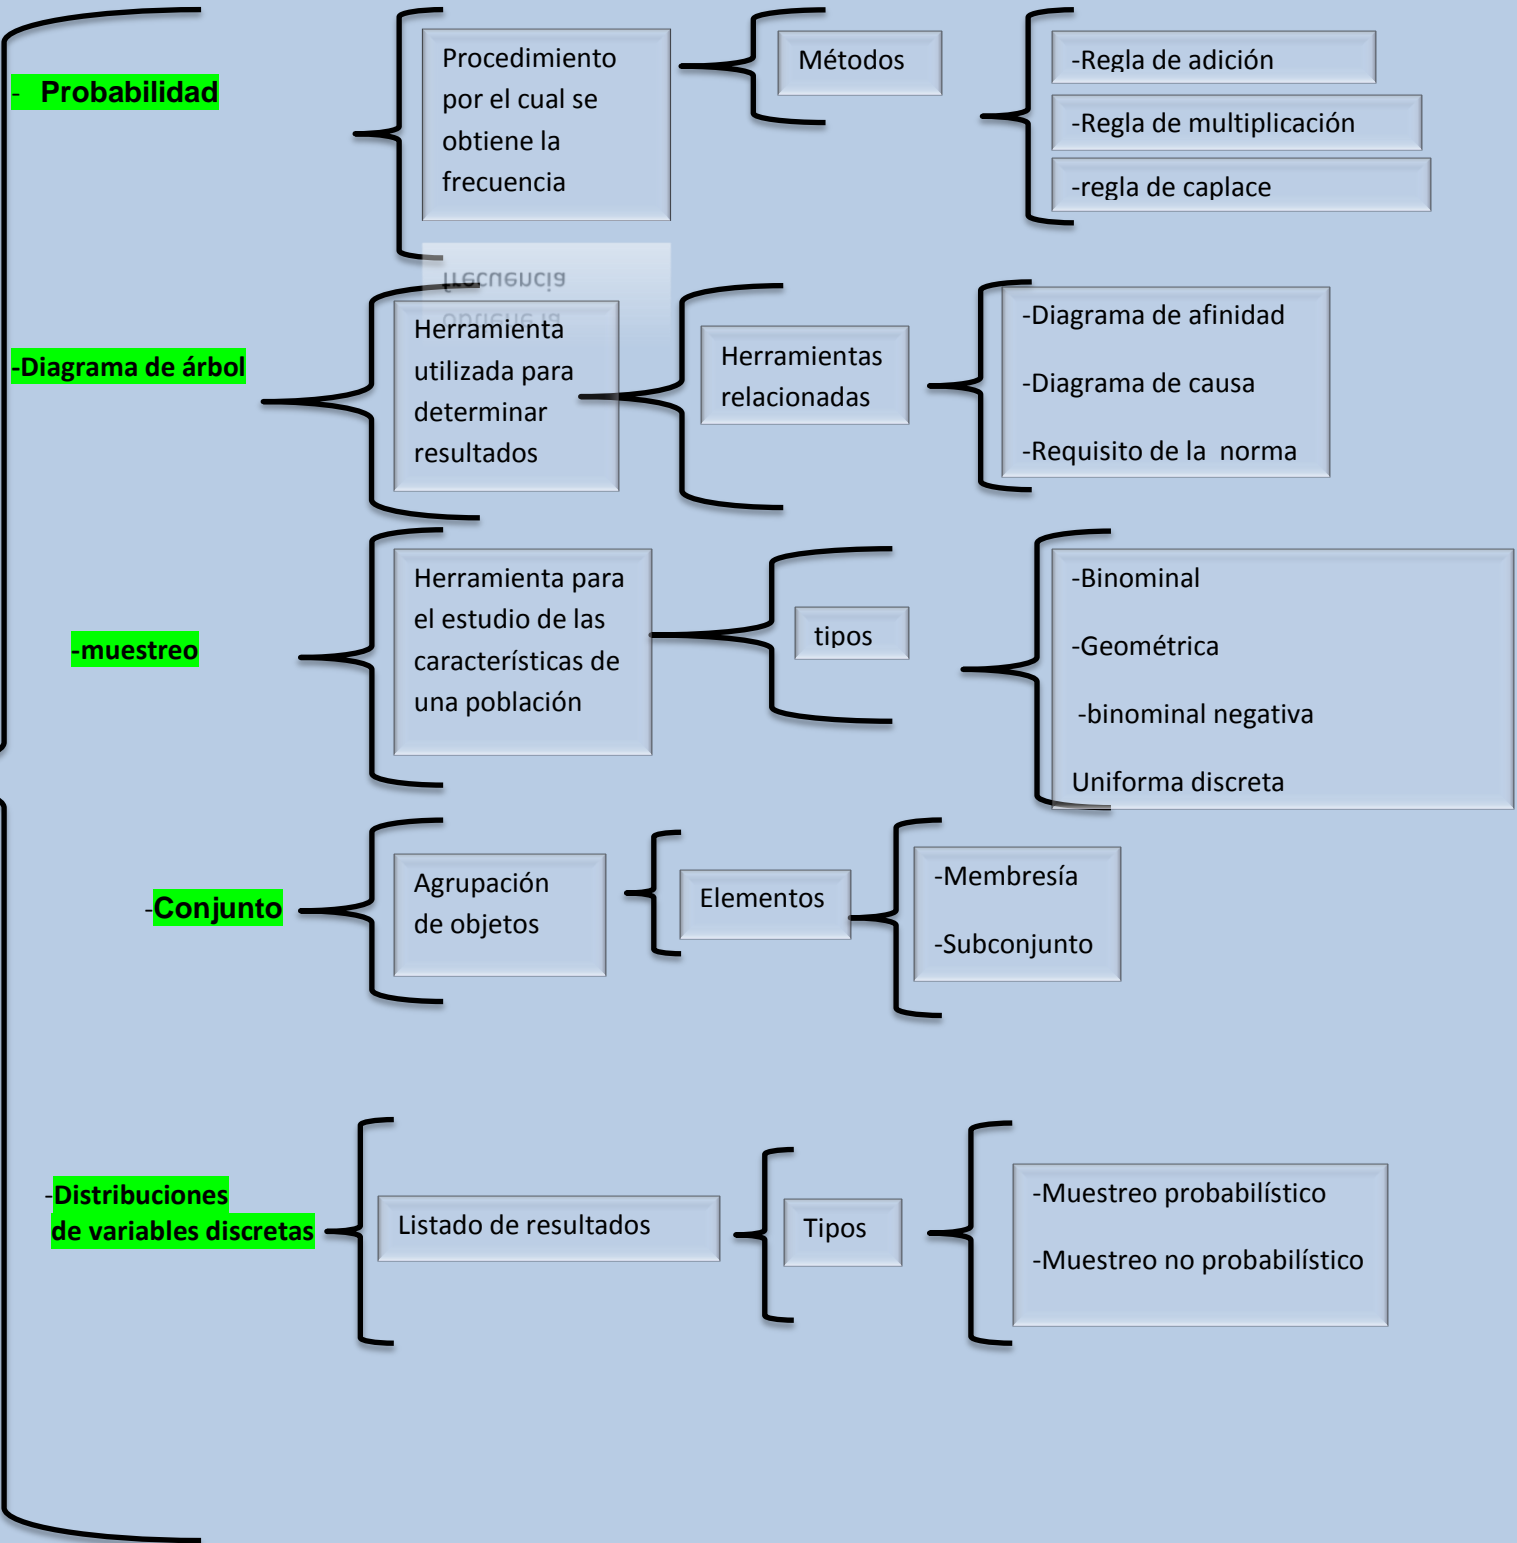 - Probabilidad
Procedimiento
por el cual se
obtiene la
frecuencia
Métodos
-Regla de adición
-Regla de multiplicación
-regla de caplace
frecuencia
obtiene la
-Diagrama de árbol
Herramienta
utilizada para
determinar
resultados
Herramientas
relacionadas
-Diagrama de afinidad
-Diagrama de causa
-Requisito de la norma
-muestreo
Herramienta para
el estudio de las
características de
una población
tipos
-Binominal
-Geométrica
-binominal negativa
Uniforma discreta
-Conjunto
Agrupación
de objetos
Elementos
-Membresía
-Subconjunto
-Distribuciones
de variables discretas
Listado de resultados
Tipos
-Muestreo probabilístico
-Muestreo no probabilístico